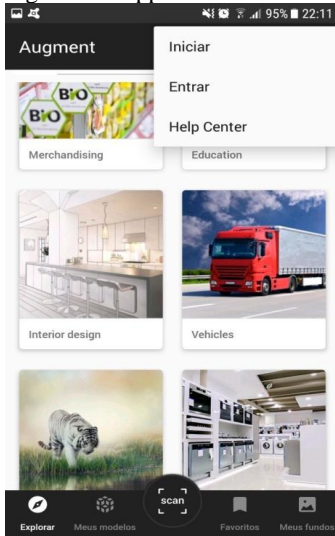 95% 22:11
Augment
Iniciar
Entrar
Help Center
BIO
BIO
Merchandising
Education
Interior design
Vehicles
scan
Explorar
Meus modelos
Favoritos
Meus fundos